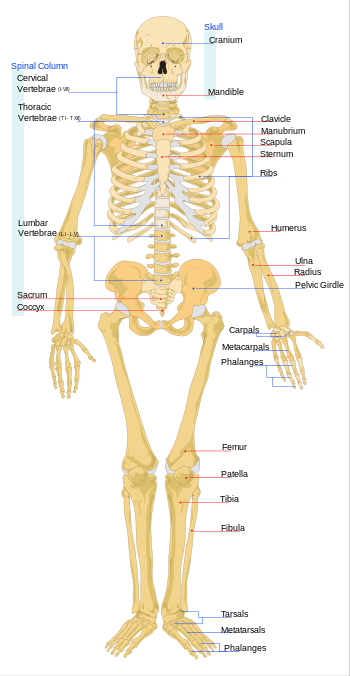 Skull
Cranium
Spinal Column
Cervical
Vertebrae (I-VII)
Mandible
Thoracic
Vertebrae (T I - T XII)
Clavicle
Manubrium
Scapula
Sternum
Ribs
Lumbar
Vertebrae (L I - L V)
Humerus
Ulna
Radius
Pelvic Girdle
Sacrum
Coccyx
Carpals
Metacarpals
Phalanges
Femur
Patella
Tibia
Fibula
Tarsals
Metatarsals
Phalanges